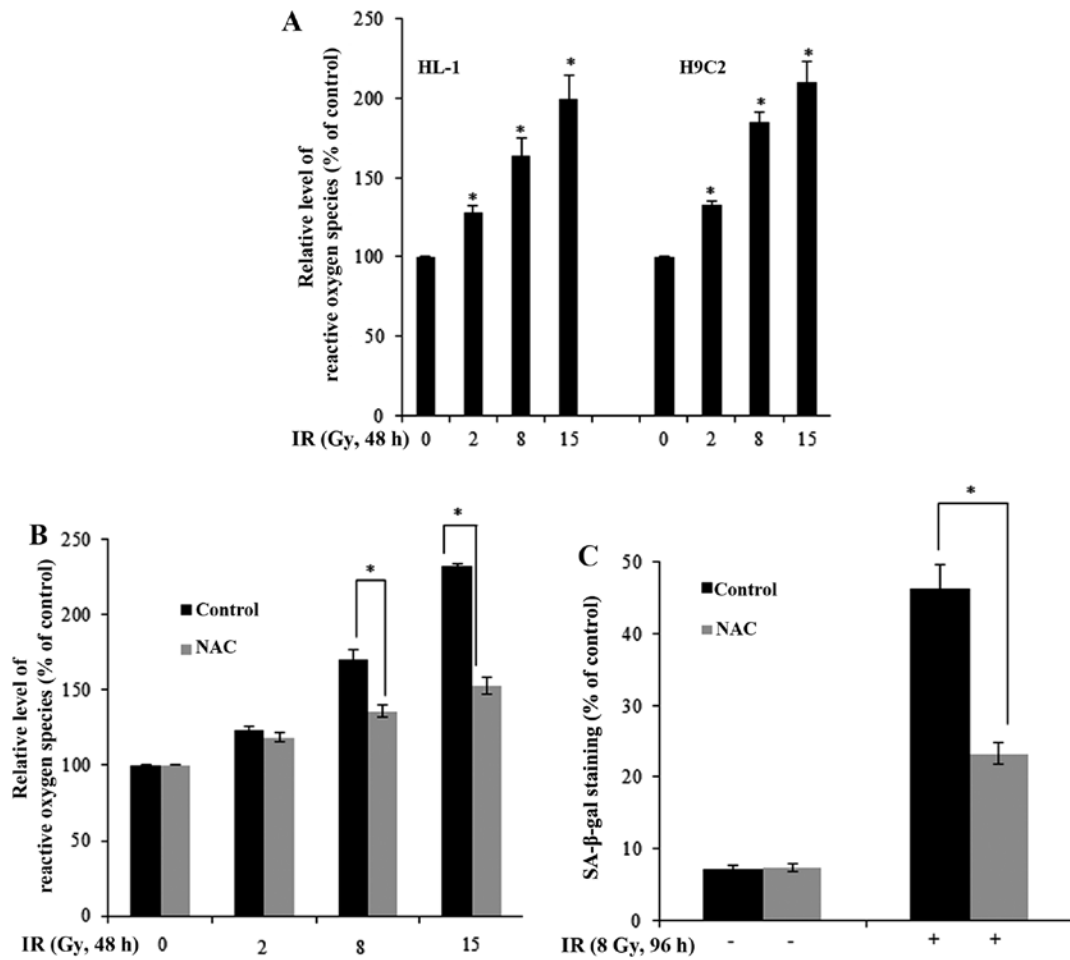 A
Relative level of
reactive oxygen species (% of control)
250
200
150
100
50
0
HL-1
H9C2
* * * * * *
IR (Gy, 48 h) 0 2 8 15 0 2 8 15
B
Relative level of
reactive oxygen species (% of control)
250
200
150
100
50
0
Control
NAC
* *
IR (Gy, 48 h) 0 2 8 15
C
SA-β-gal staining (% of control)
50
40
30
20
10
0
Control
NAC
*
IR (8 Gy, 96 h) - - + +